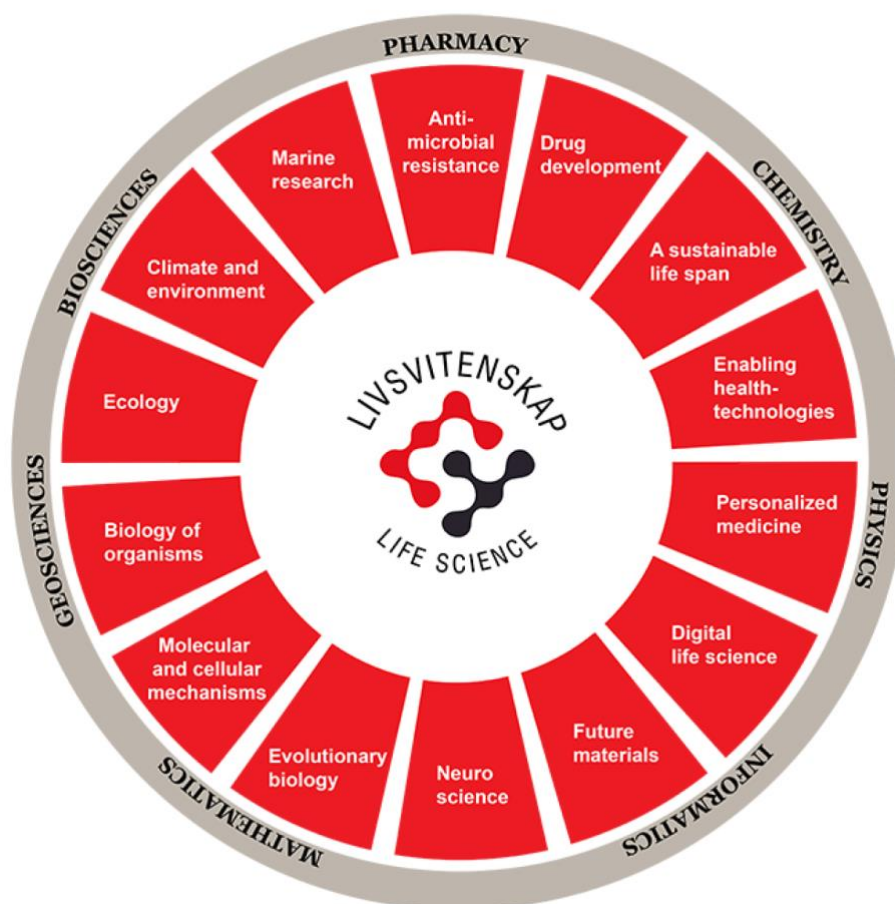 PHARMACY
CHEMISTRY
PHYSICS
INFORMATICS
MATHEMATICS
GEOSCIENCES
BIOSCIENCES
Anti-
microbial
resistance
Drug
development
A sustainable
life span
Enabling
health-
technologies
Personalized
medicine
Digital
life science
Future
materials
Neuro
science
Evolutionary
biology
Molecular
and cellular
mechanisms
Biology of
organisms
Ecology
Climate and
environment
Marine
research
LIVSVITENSKAP
LIFE SCIENCE